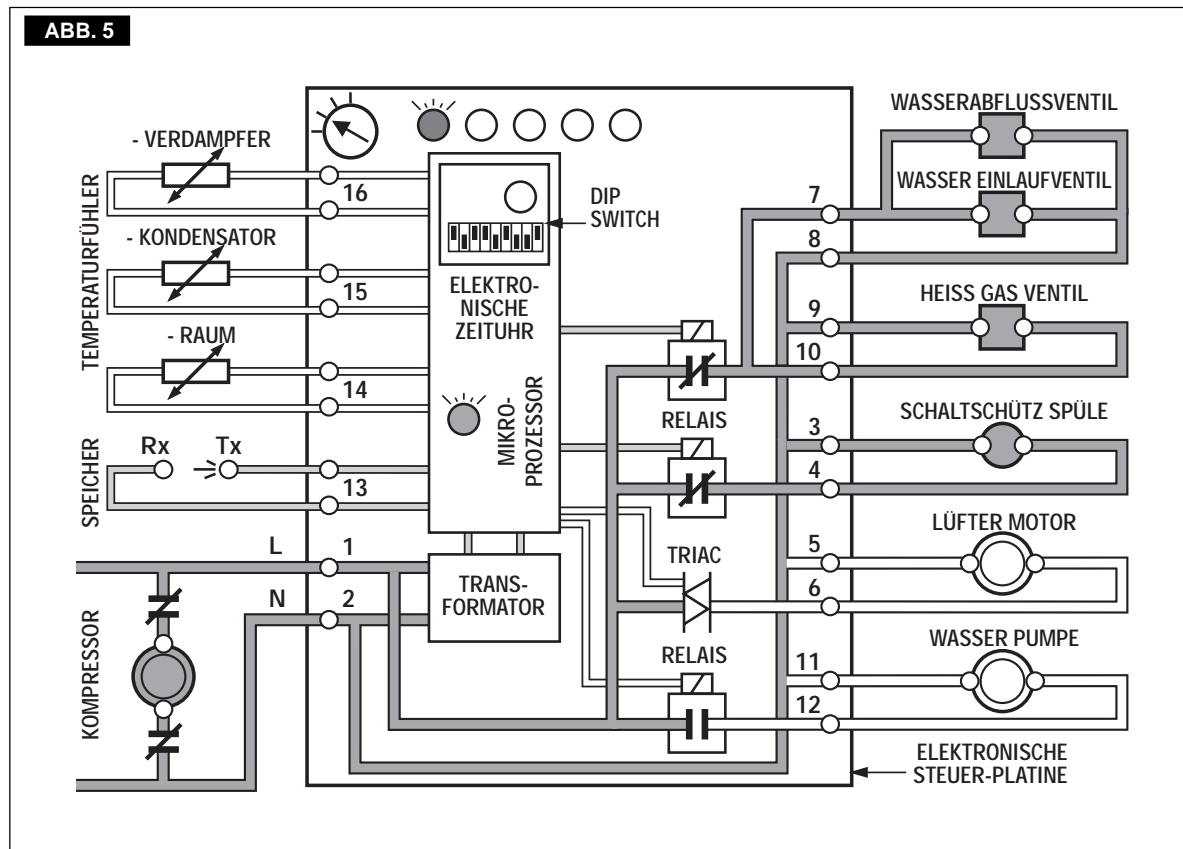 ABB. 5
TEMPERATURFÜHLER
- VERDAMPFER
16
- KONDENSATOR
15
- RAUM
14
SPEICHER
Rx
Tx
13
L
1
N
2
KOMPRESSOR
DIP
SWITCH
ELEKTRO-
NISCHE
ZEITUHR
MIKRO-
PROZESSOR
TRANS-
FORMATOR
RELAIS
RELAIS
TRIAC
RELAIS
WASSERABFLUSSVENTIL
WASSER EINLAUFVENTIL
7
8
HEISS GAS VENTIL
9
10
SCHALTSCHÜTZ SPÜLE
3
4
LÜFTER MOTOR
5
6
WASSER PUMPE
11
12
ELEKTRONISCHE
STEUER-PLATINE